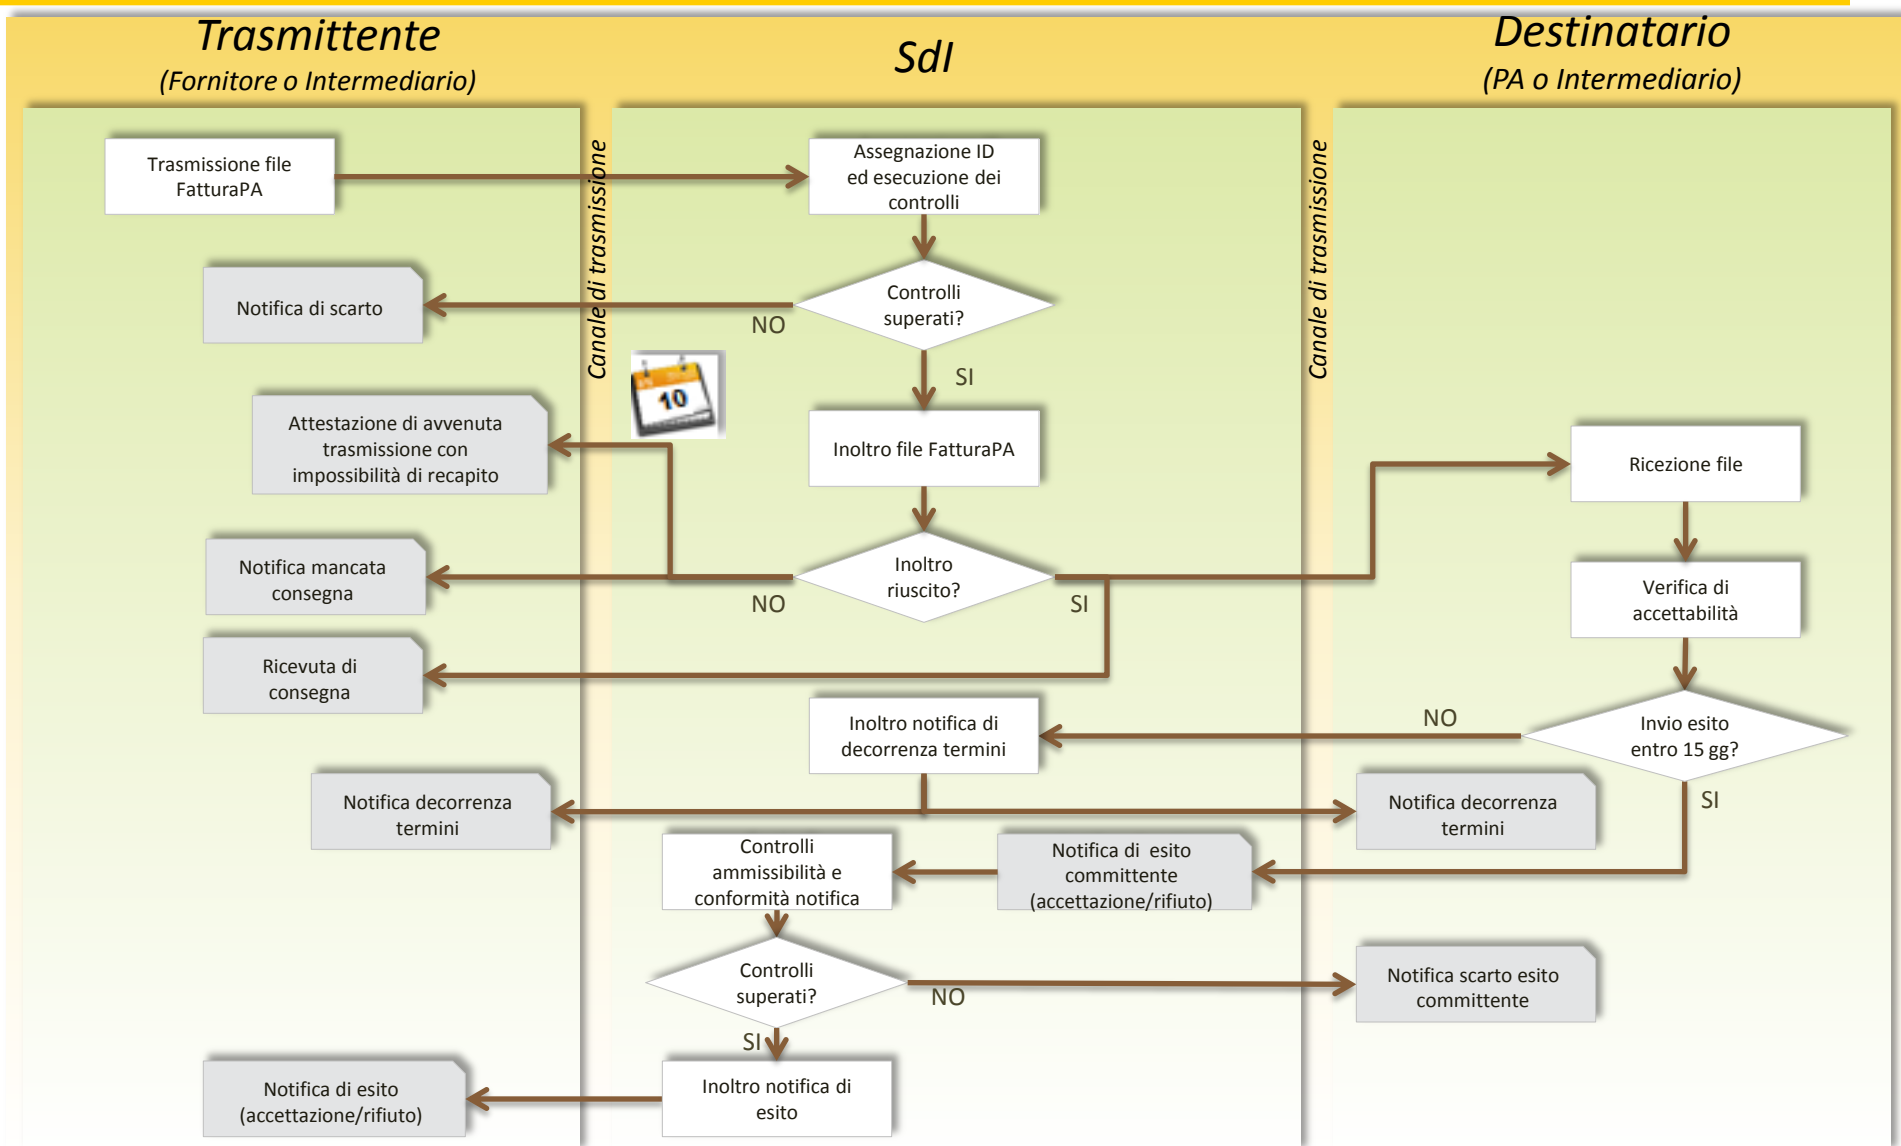 Trasmittente
(Fornitore o Intermediario)
SdI
Destinatario
(PA o Intermediario)
Canale di trasmissione
Canale di trasmissione
Trasmissione file
FatturaPA
Assegnazione ID
ed esecuzione dei
controlli
Notifica di scarto
NO
Controlli
superati?
SI
10
Attestazione di avvenuta
trasmissione con
impossibilità di recapito
Inoltro file FatturaPA
Ricezione file
Notifica mancata
consegna
NO
Inoltro
riuscito?
SI
Verifica di
accettabilità
Ricevuta di
consegna
Inoltro notifica di
decorrenza termini
NO
Invio esito
entro 15 gg?
SI
Notifica decorrenza
termini
Notifica decorrenza
termini
Controlli
ammissibilità e
conformità notifica
Notifica di esito
committente
(accettazione/rifiuto)
Controlli
superati?
NO
Notifica scarto esito
committente
SI
Notifica di esito
(accettazione/rifiuto)
Inoltro notifica di
esito